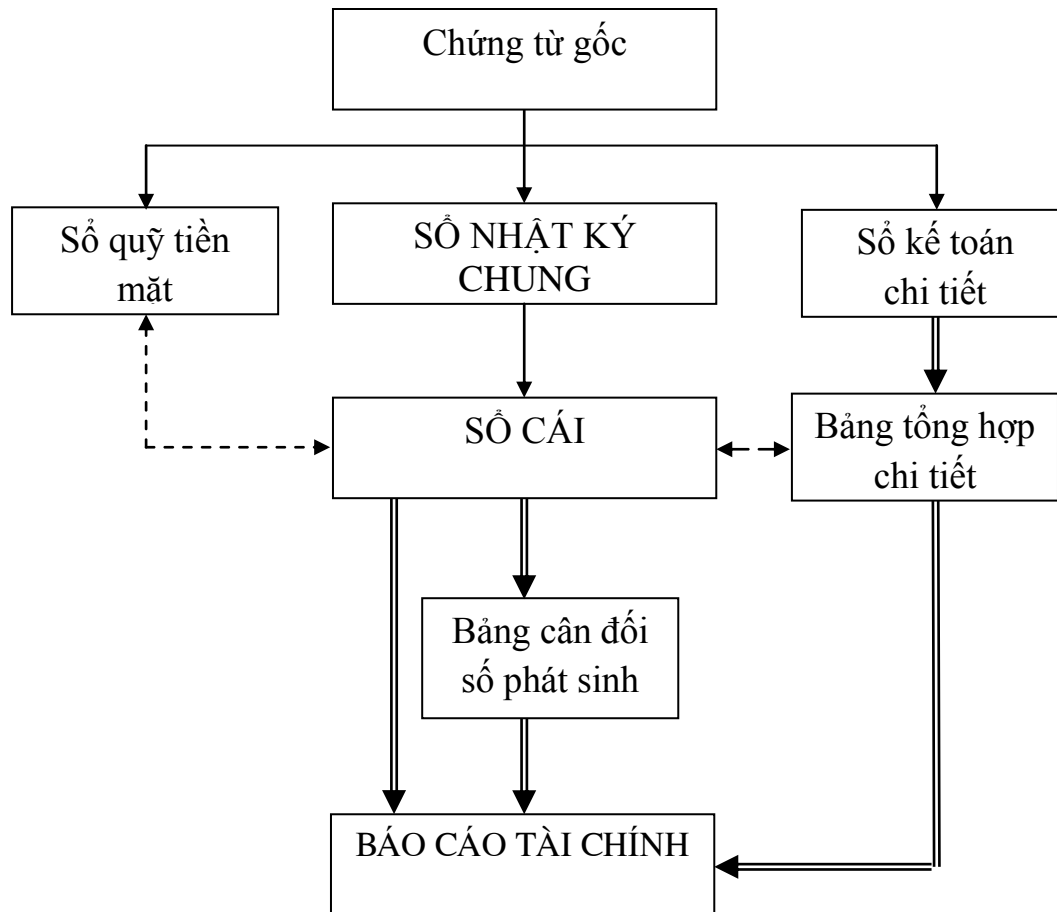 Chứng từ gốc
Sổ quỹ tiền
mặt
SỔ NHẬT KÝ
CHUNG
Sổ kế toán
chi tiết
SỔ CÁI
Bảng tổng hợp
chi tiết
Bảng cân đối
số phát sinh
BÁO CÁO TÀI CHÍNH